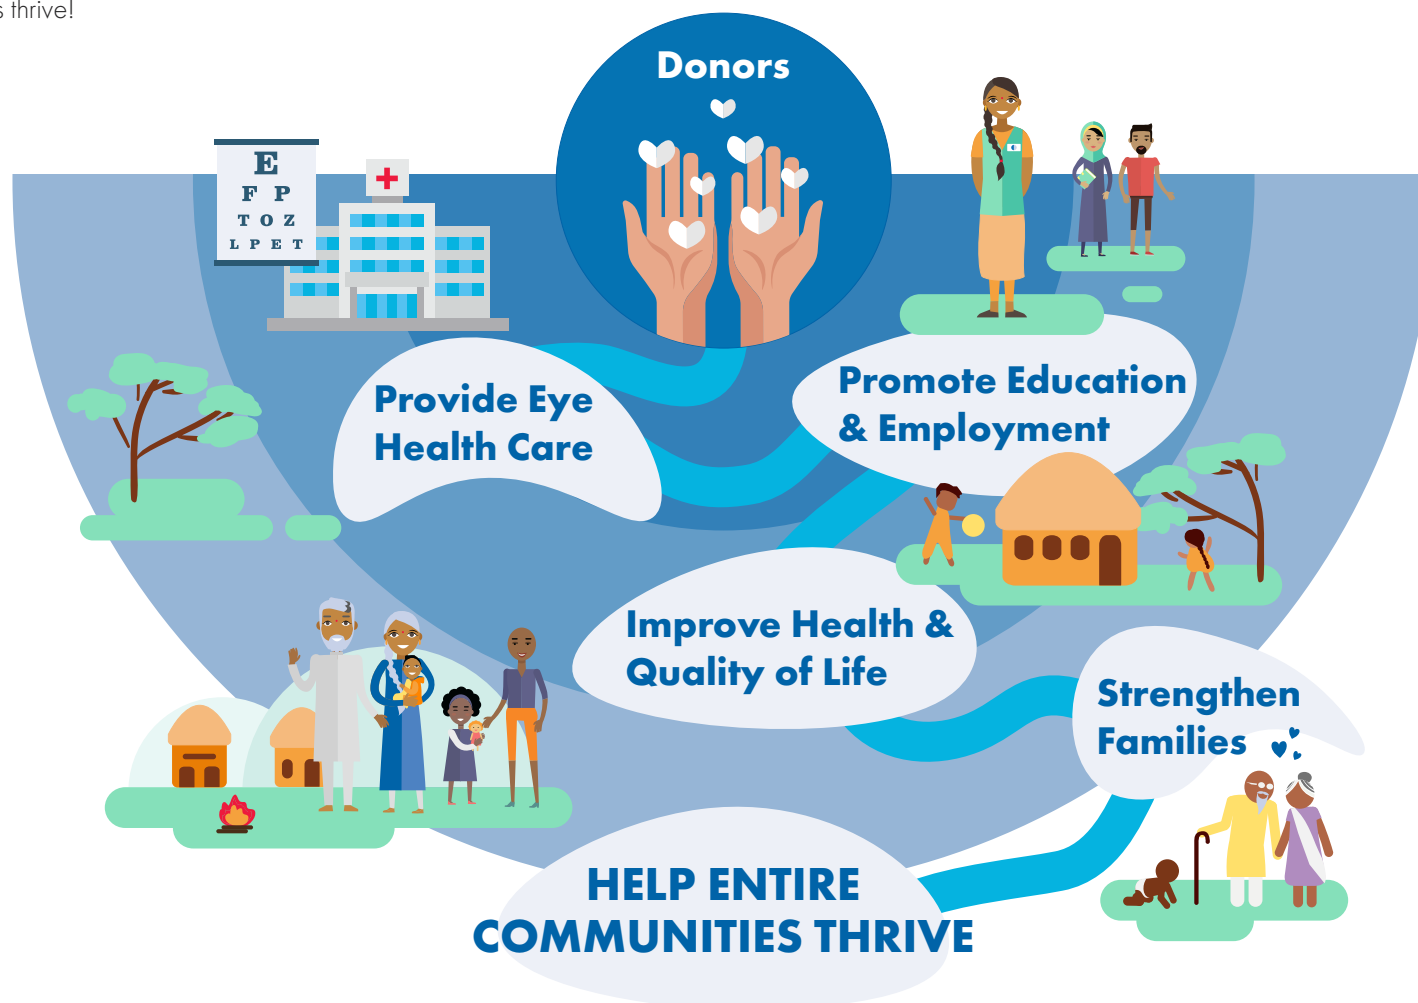 s thrive!
Donors
E
F P
T O Z
L P E T
Provide Eye
Health Care
Promote Education
& Employment
Improve Health &
Quality of Life
Strengthen
Families
HELP ENTIRE
COMMUNITIES THRIVE